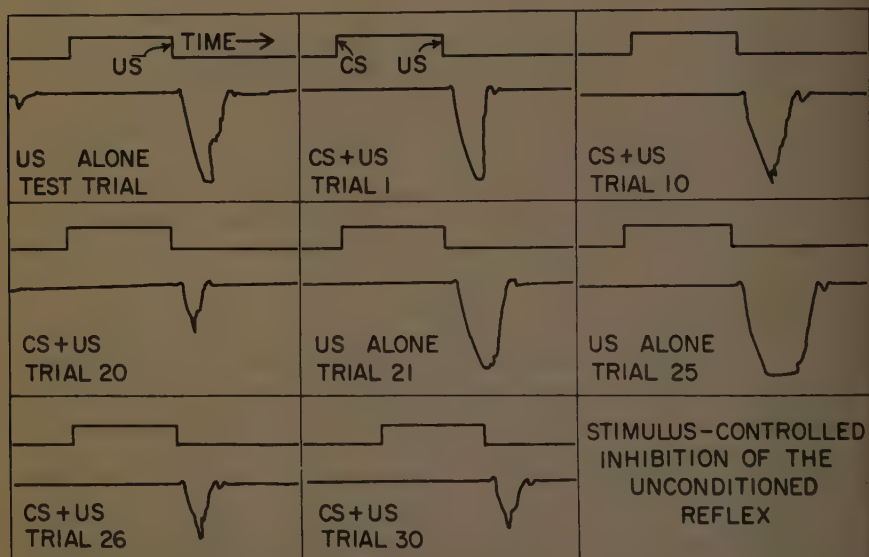 TIME→
US
US ALONE
TEST TRIAL
CS
US
CS+US
TRIAL 1
CS+US
TRIAL 10
CS+US
TRIAL 20
US ALONE
TRIAL 21
US ALONE
TRIAL 25
CS+US
TRIAL 26
CS+US
TRIAL 30
STIMULUS-CONTROLLED
INHIBITION OF THE
UNCONDITIONED
REFLEX